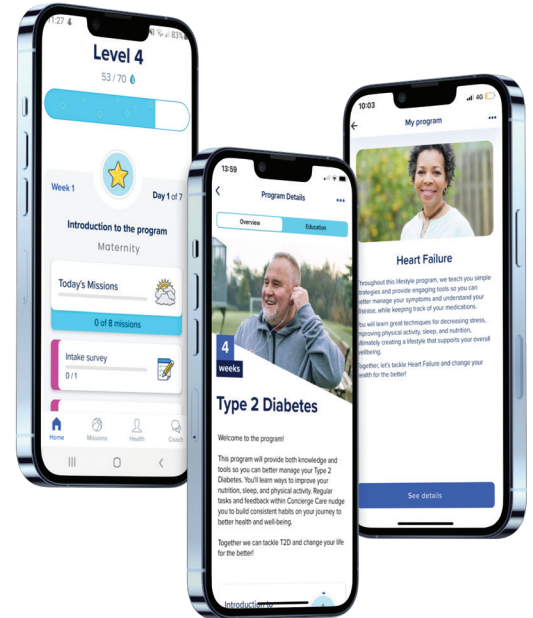 11:27
83%
Level 4
53 / 70
Week 1
Day 1 of 7
Introduction to the program
Maternity
Today's Missions
0 of 8 missions
Intake survey
0/1
Home
Missions
Health
Coach
13:59
Program Details
Overview
Education
4
weeks
Type 2 Diabetes
Welcome to the program!
This program will provide both knowledge and
tools so you can better manage your Type 2
Diabetes. You'll learn ways to improve your
nutrition, sleep, and physical activity. Regular
tasks and feedback within Concierge Care nudge
you to build consistent habits on your journey to
better health and well-being.
Together we can tackle T2D and change your life
for the better!
Introduction to
10:03
4G
My program
Heart Failure
Throughout this lifestyle program, we teach you simple
strategies and provide engaging tools so you can
better manage your symptoms and understand your
disease, while keeping track of your medications.
You will learn great techniques for decreasing stress,
improving physical activity, sleep, and nutrition,
ultimately creating a lifestyle that supports your overall
wellbeing.
Together, let's tackle Heart Failure and change your
health for the better!
See details